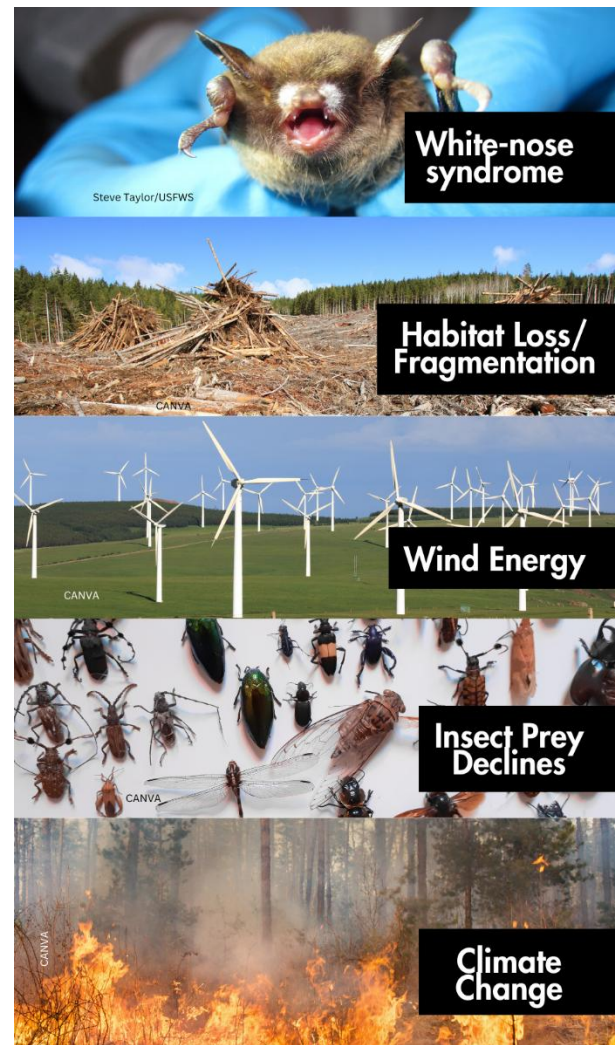 White-nose
syndrome
Steve Taylor/USFWS
Habitat Loss/
Fragmentation
CANVA
Wind Energy
CANVA
Insect Prey
Declines
CANVA
CANVA
Climate
Change